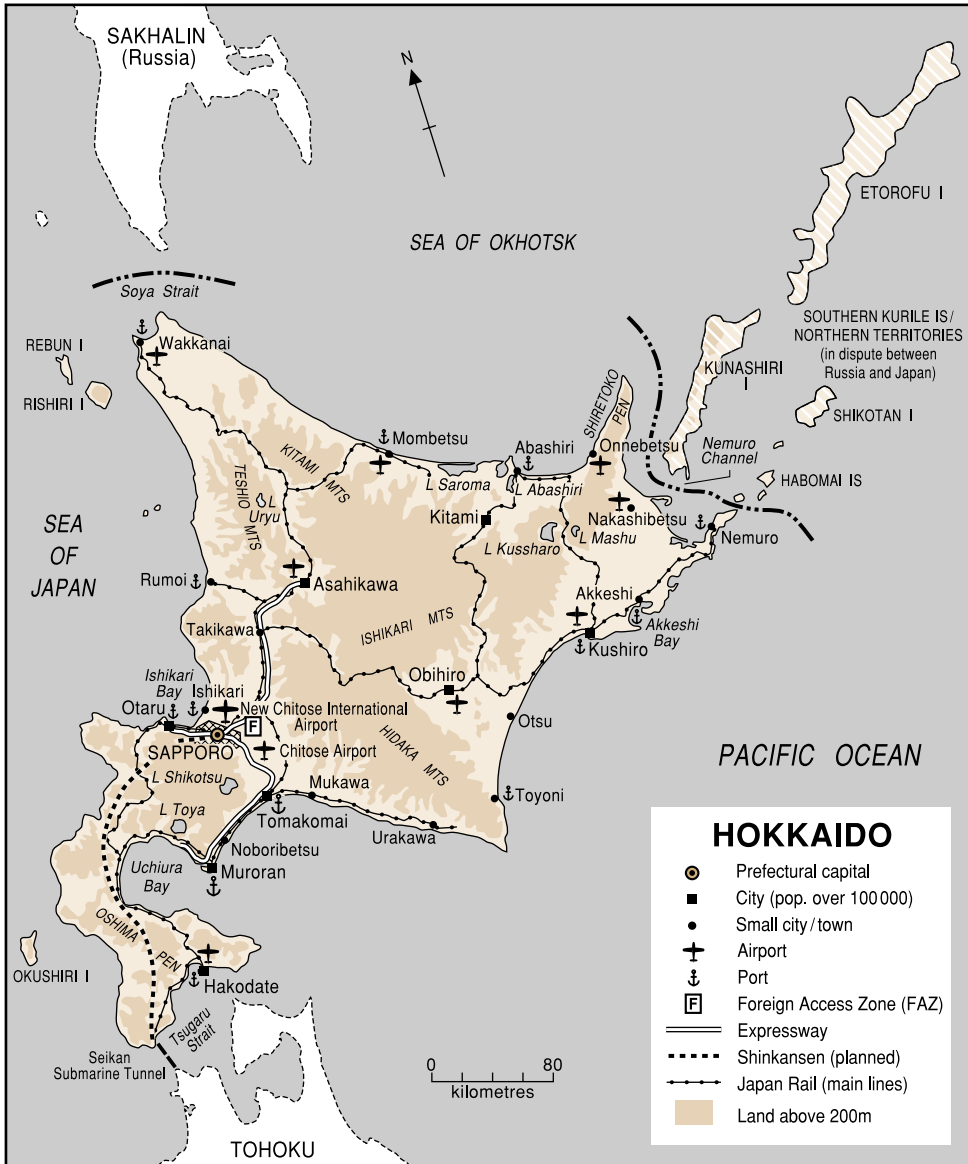 SAKHALIN
(Russia)
N
ETOROFU I
SEA OF OKHOTSK
Soya Strait
SOUTHERN KURILE IS/
NORTHERN TERRITORIES
(in dispute between
Russia and Japan)
REBUN I
Wakkanai
KUNASHIRI
I
RISHIRI I
SHIKOTAN I
SHIRETOKO
PEN
Mombetsu
Onnebetsu
Abashiri
Nemuro
Channel
KITAMI
MTS
HABOMAI IS
L Saroma
L Abashiri
TESHIO MTS
L
Uryu
Kitami
Nakashibetsu
L Kussharo
L Mashu
Nemuro
SEA
OF
JAPAN
Rumoi
Asahikawa
Akkeshi
Akkeshi
Bay
Takikawa
ISHIKARI MTS
Kushiro
Obihiro
Ishikari
Bay
Ishikari
Otaru
New Chitose International
Airport
F
Otsu
SAPPORO
Chitose Airport
HIDAKA
MTS
PACIFIC OCEAN
L Shikotsu
Mukawa
Toyoni
L Toya
Tomakomai
Urakawa
Noboribetsu
Uchiura
Bay
Muroran
OSHIMA
PEN
OKUSHIRI I
Hakodate
Tsugaru
Strait
Seikan
Submarine Tunnel
0 80
kilometres
TOHOKU
HOKKAIDO
Prefectural capital
City (pop. over 100 000)
Small city / town
Airport
Port
F Foreign Access Zone (FAZ)
Expressway
Shinkansen (planned)
Japan Rail (main lines)
Land above 200m